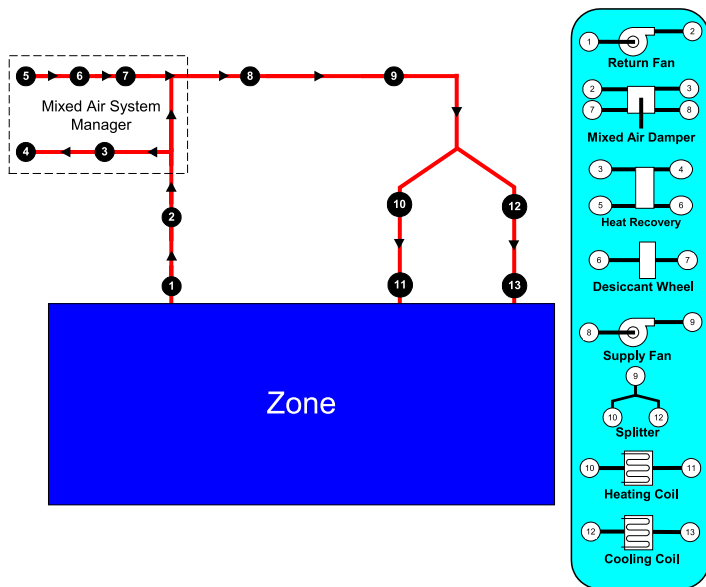 5 6 7 8 9
Mixed Air System
Manager
4 3
2
1
10 12
11 13
Zone
1 2
Return Fan
2 3
7 8
Mixed Air Damper
3 4
5 6
Heat Recovery
6 7
Desiccant Wheel
8 9
Supply Fan
9
10 12
Splitter
10 11
Heating Coil
12 13
Cooling Coil